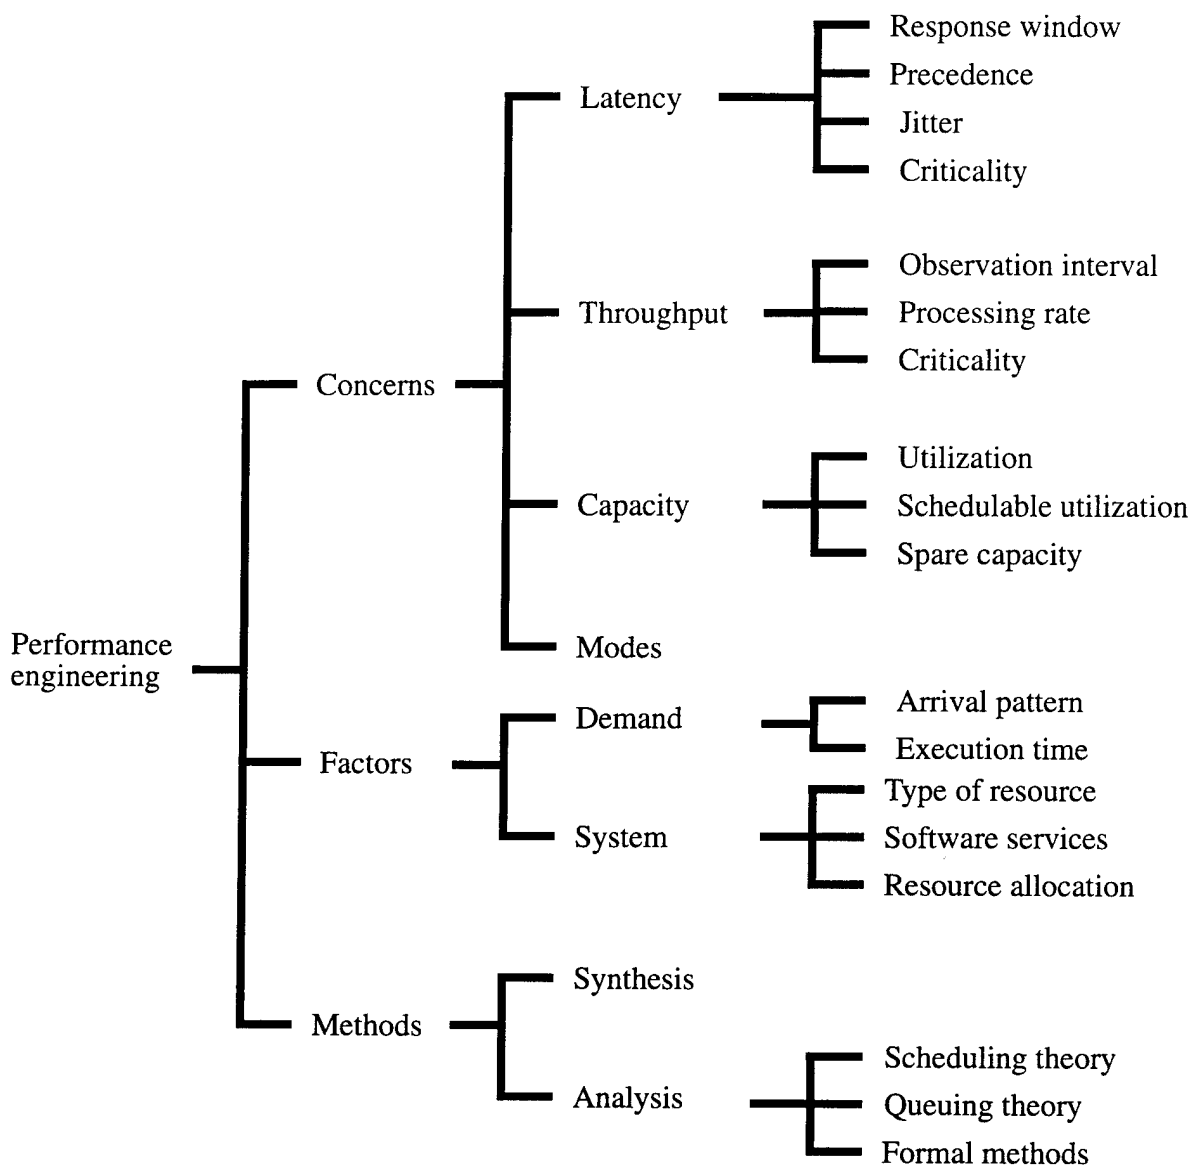 Performance
engineering
Concerns
Latency
Response window
Precedence
Jitter
Criticality
Throughput
Observation interval
Processing rate
Criticality
Capacity
Utilization
Schedulable utilization
Spare capacity
Modes
Factors
Demand
Arrival pattern
Execution time
System
Type of resource
Software services
Resource allocation
Methods
Synthesis
Analysis
Scheduling theory
Queuing theory
Formal methods